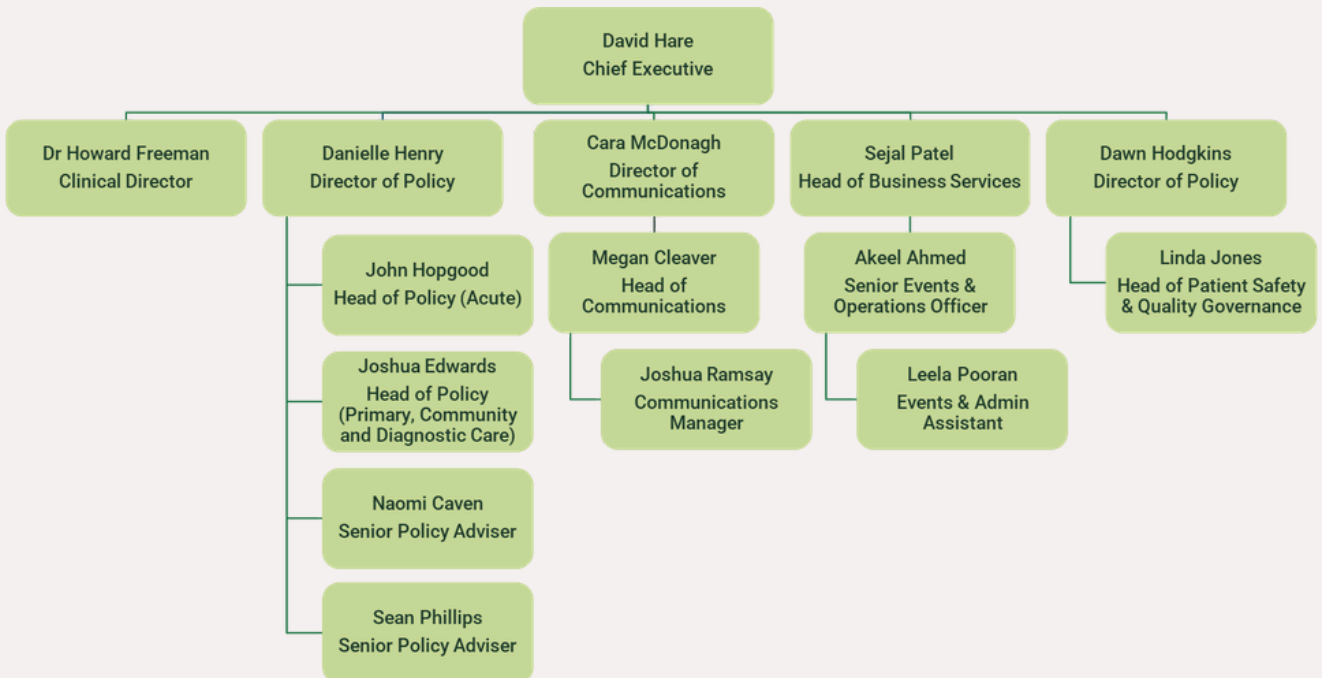 David Hare
Chief Executive
Dr Howard Freeman
Clinical Director
Danielle Henry
Director of Policy
Cara McDonagh
Director of
Communications
Sejal Patel
Head of Business Services
Dawn Hodgkins
Director of Policy
John Hopgood
Head of Policy (Acute)
Joshua Edwards
Head of Policy
(Primary, Community
and Diagnostic Care)
Naomi Caven
Senior Policy Adviser
Sean Phillips
Senior Policy Adviser
Megan Cleaver
Head of
Communications
Joshua Ramsay
Communications
Manager
Akeel Ahmed
Senior Events &
Operations Officer
Leela Pooran
Events & Admin
Assistant
Linda Jones
Head of Patient Safety
& Quality Governance